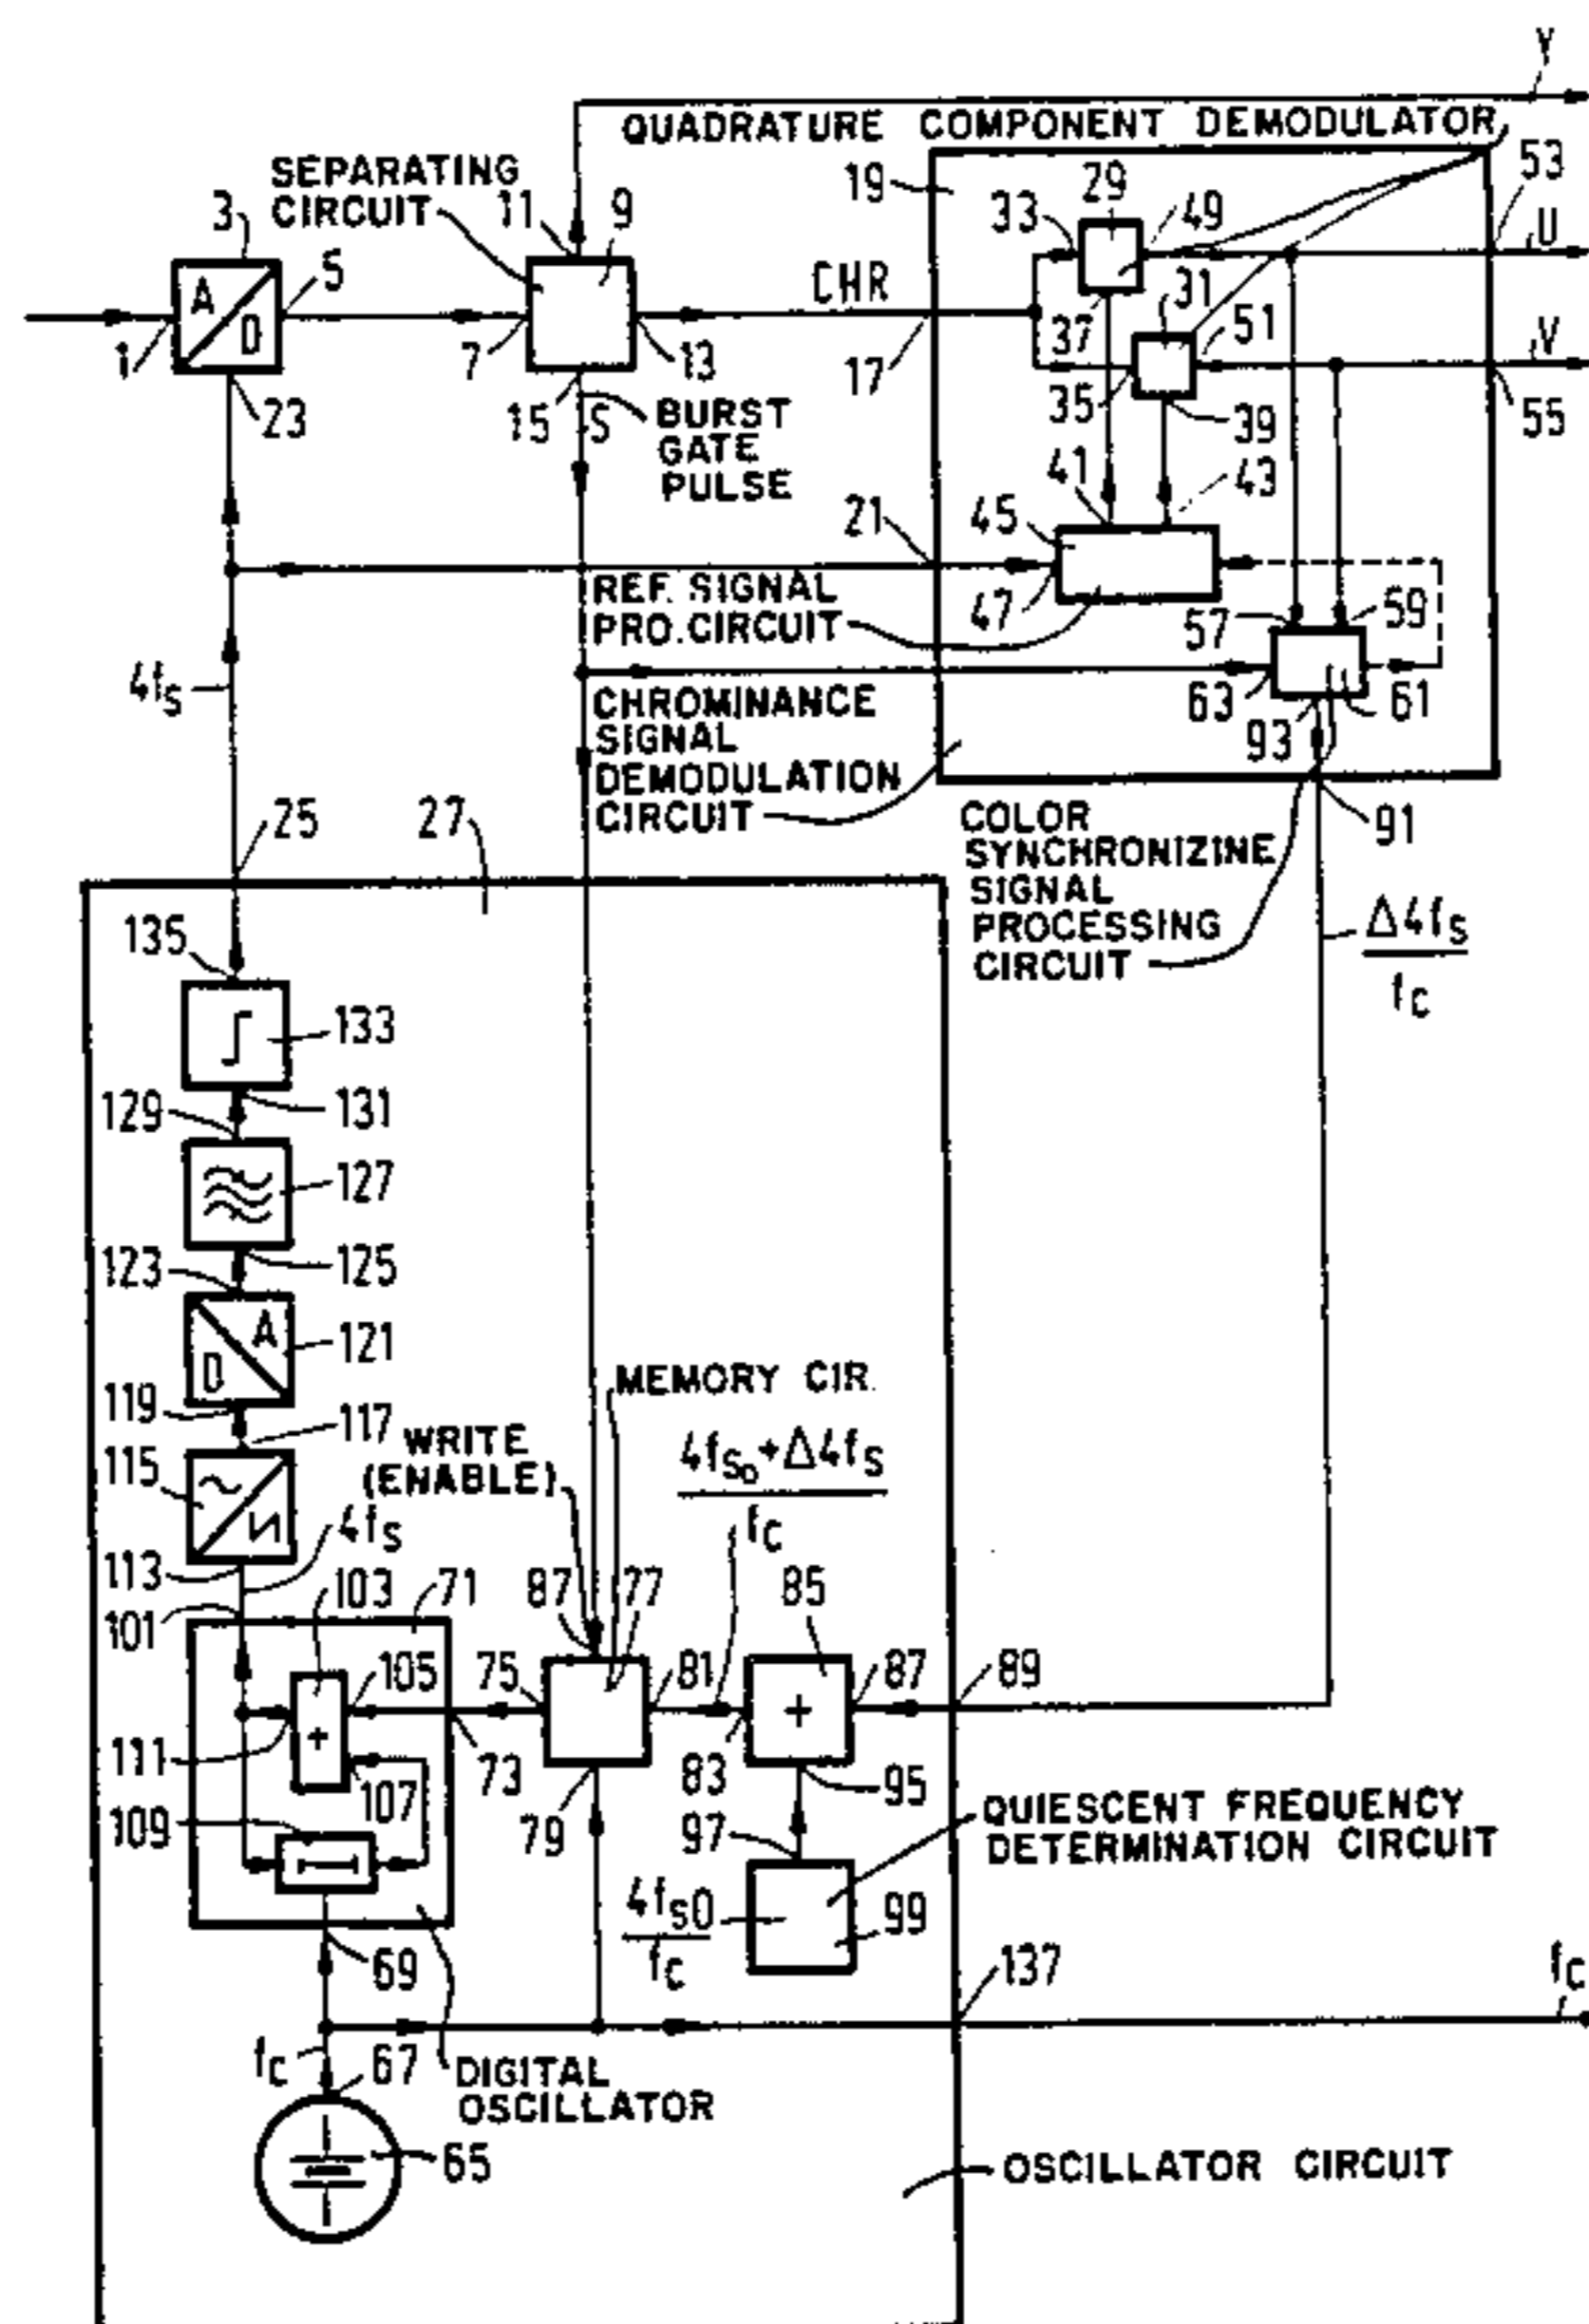 Y
QUADRATURE COMPONENT DEMODULATOR
SEPARATING
CIRCUIT
3
11
9
19
29
53
33
49
U
A
D
5
CHR
31
1
7
13
17
37
51
V
23
15
S
BURST
GATE
PULSE
35
39
55
41
43
21
45
REF. SIGNAL
PRO. CIRCUIT
47
57
59
4fS
63
61
93
CHROMINANCE
SIGNAL
DEMODULATION
CIRCUIT
25
27
COLOR
SYNCHRONIZINE
SIGNAL
PROCESSING
CIRCUIT
91
Δ4fS
fC
135
133
129
131
127
123
125
A
D
121
119
117
MEMORY CIR.
WRITE
(ENABLE)
4fSo+Δ4fS
fC
115
4fS
113
103
71
87
77
85
101
105
75
81
87
89
+
+
111
73
83
95
107
109
79
97
QUIESCENT FREQUENCY
DETERMINATION CIRCUIT
4fS0
fC
99
69
137
fC
fC
67
DIGITAL
OSCILLATOR
65
OSCILLATOR CIRCUIT